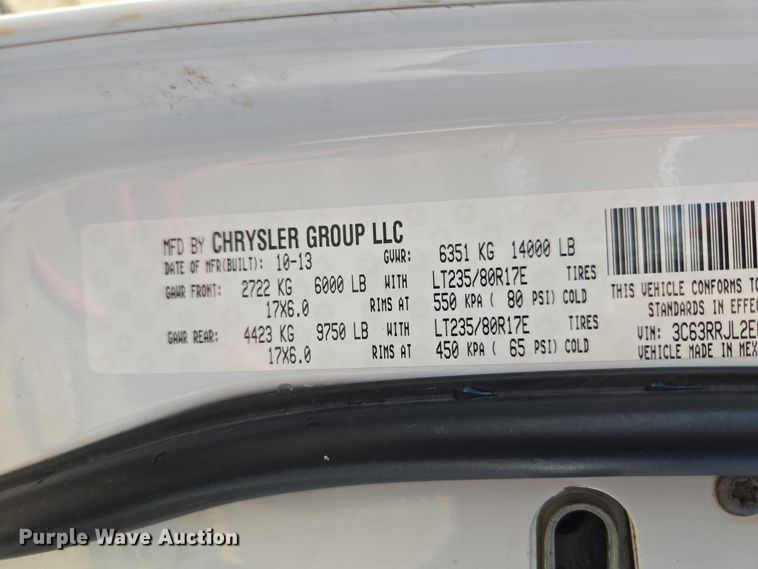 MFD BY CHRYSLER GROUP LLC
DATE OF MFR(BUILT): 10-13 GVWR: 6351 KG 14000 LB
GAWR FRONT: 2722 KG 6000 LB WITH LT235/80R17E TIRES
17X6.0 RIMS AT 550 KPA ( 80 PSI) COLD
GAWR REAR: 4423 KG 9750 LB WITH LT235/80R17E TIRES
17X6.0 RIMS AT 450 KPA ( 65 PSI) COLD
THIS VEHICLE CONFORMS TO
STANDARDS IN EFFEC
VIN: 3C63RRJL2E
VEHICLE MADE IN MEX
Purple Wave Auction